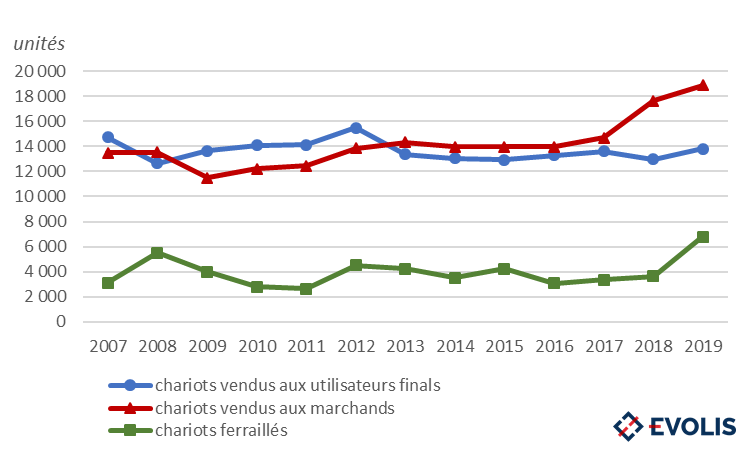 unités
20 000
18 000
16 000
14 000
12 000
10 000
8 000
6 000
4 000
2 000
0
2007 2008 2009 2010 2011 2012 2013 2014 2015 2016 2017 2018 2019
chariots vendus aux utilisateurs finals
chariots vendus aux marchands
chariots ferraillés
EVOLIS